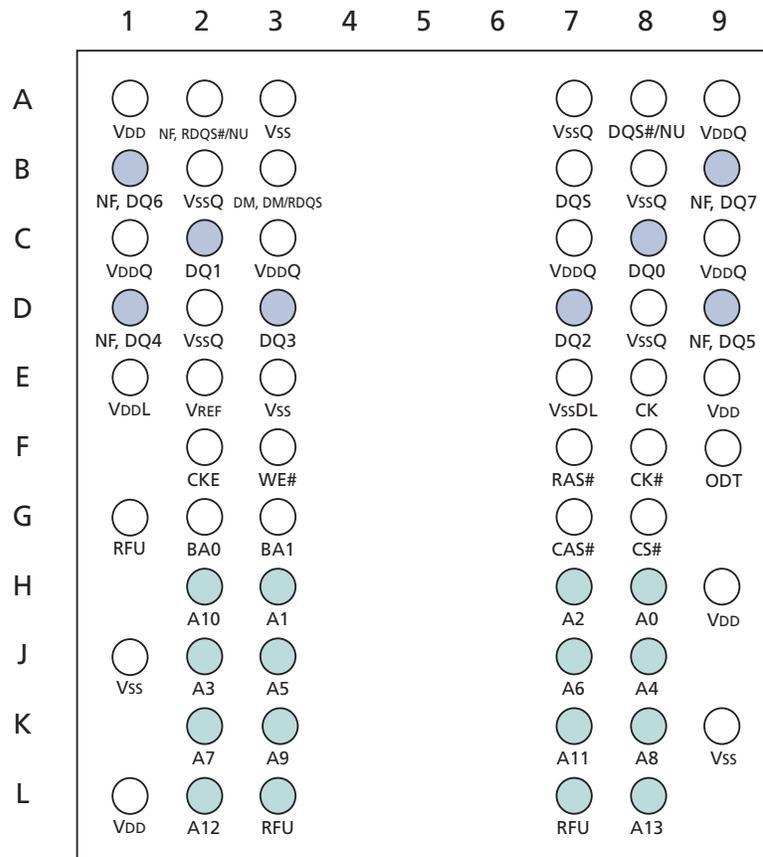 1 2 3 4 5 6 7 8 9
A
VDD NF, RDQS#/NU Vss VssQ DQS#/NU VDDQ
B
NF, DQ6 VssQ DM, DM/RDQS DQS VssQ NF, DQ7
C
VDDQ DQ1 VDDQ VDDQ DQ0 VDDQ
D
NF, DQ4 VssQ DQ3 DQ2 VssQ NF, DQ5
E
VDDL VREF Vss VssDL CK VDD
F
CKE WE# RAS# CK# ODT
G
RFU BA0 BA1 CAS# CS#
H
A10 A1 A2 A0 VDD
J
Vss A3 A5 A6 A4
K
A7 A9 A11 A8 Vss
L
VDD A12 RFU RFU A13